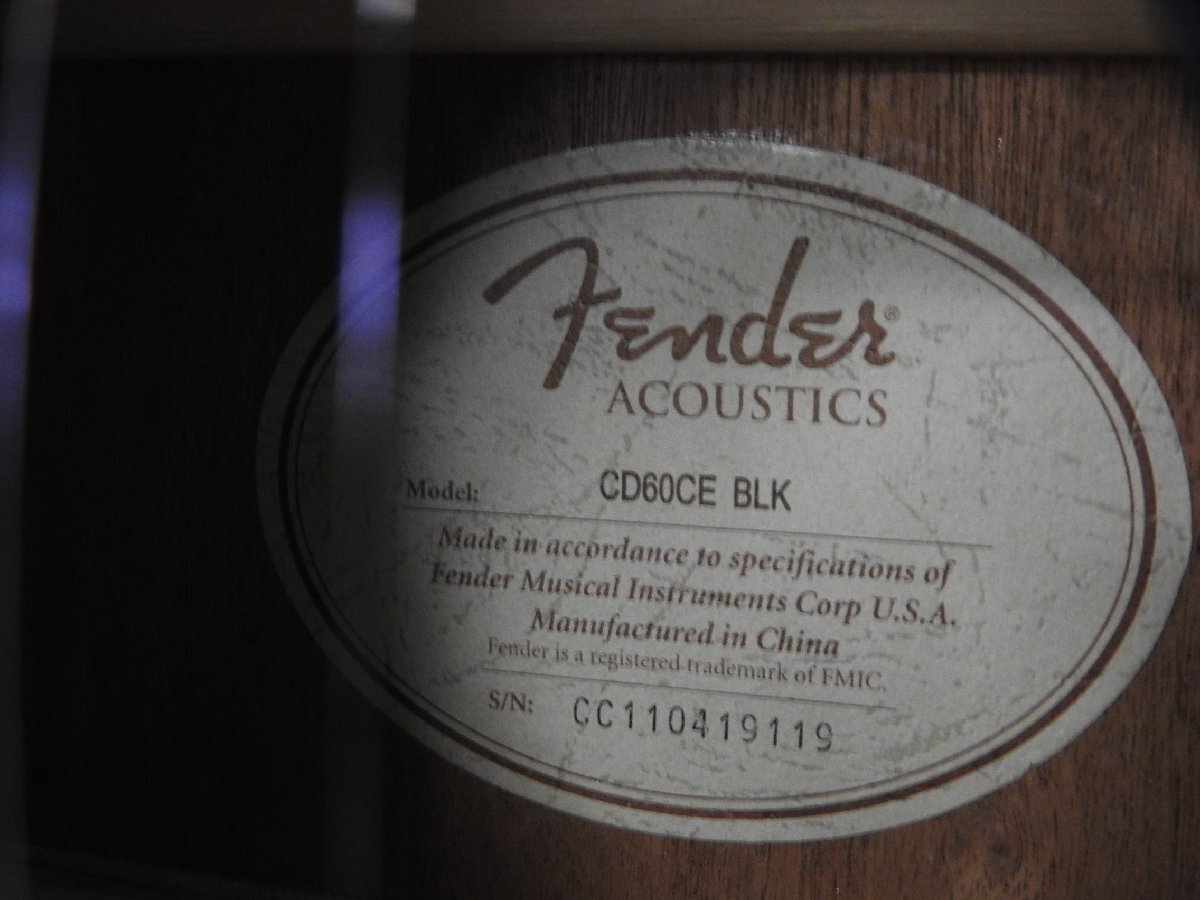 Fender®
ACOUSTICS
Model: CD60CE BLK
Made in accordance to specifications of
Fender Musical Instruments Corp U.S.A.
Manufactured in China
Fender is a registered trademark of FMIC.
S/N: CC110419119